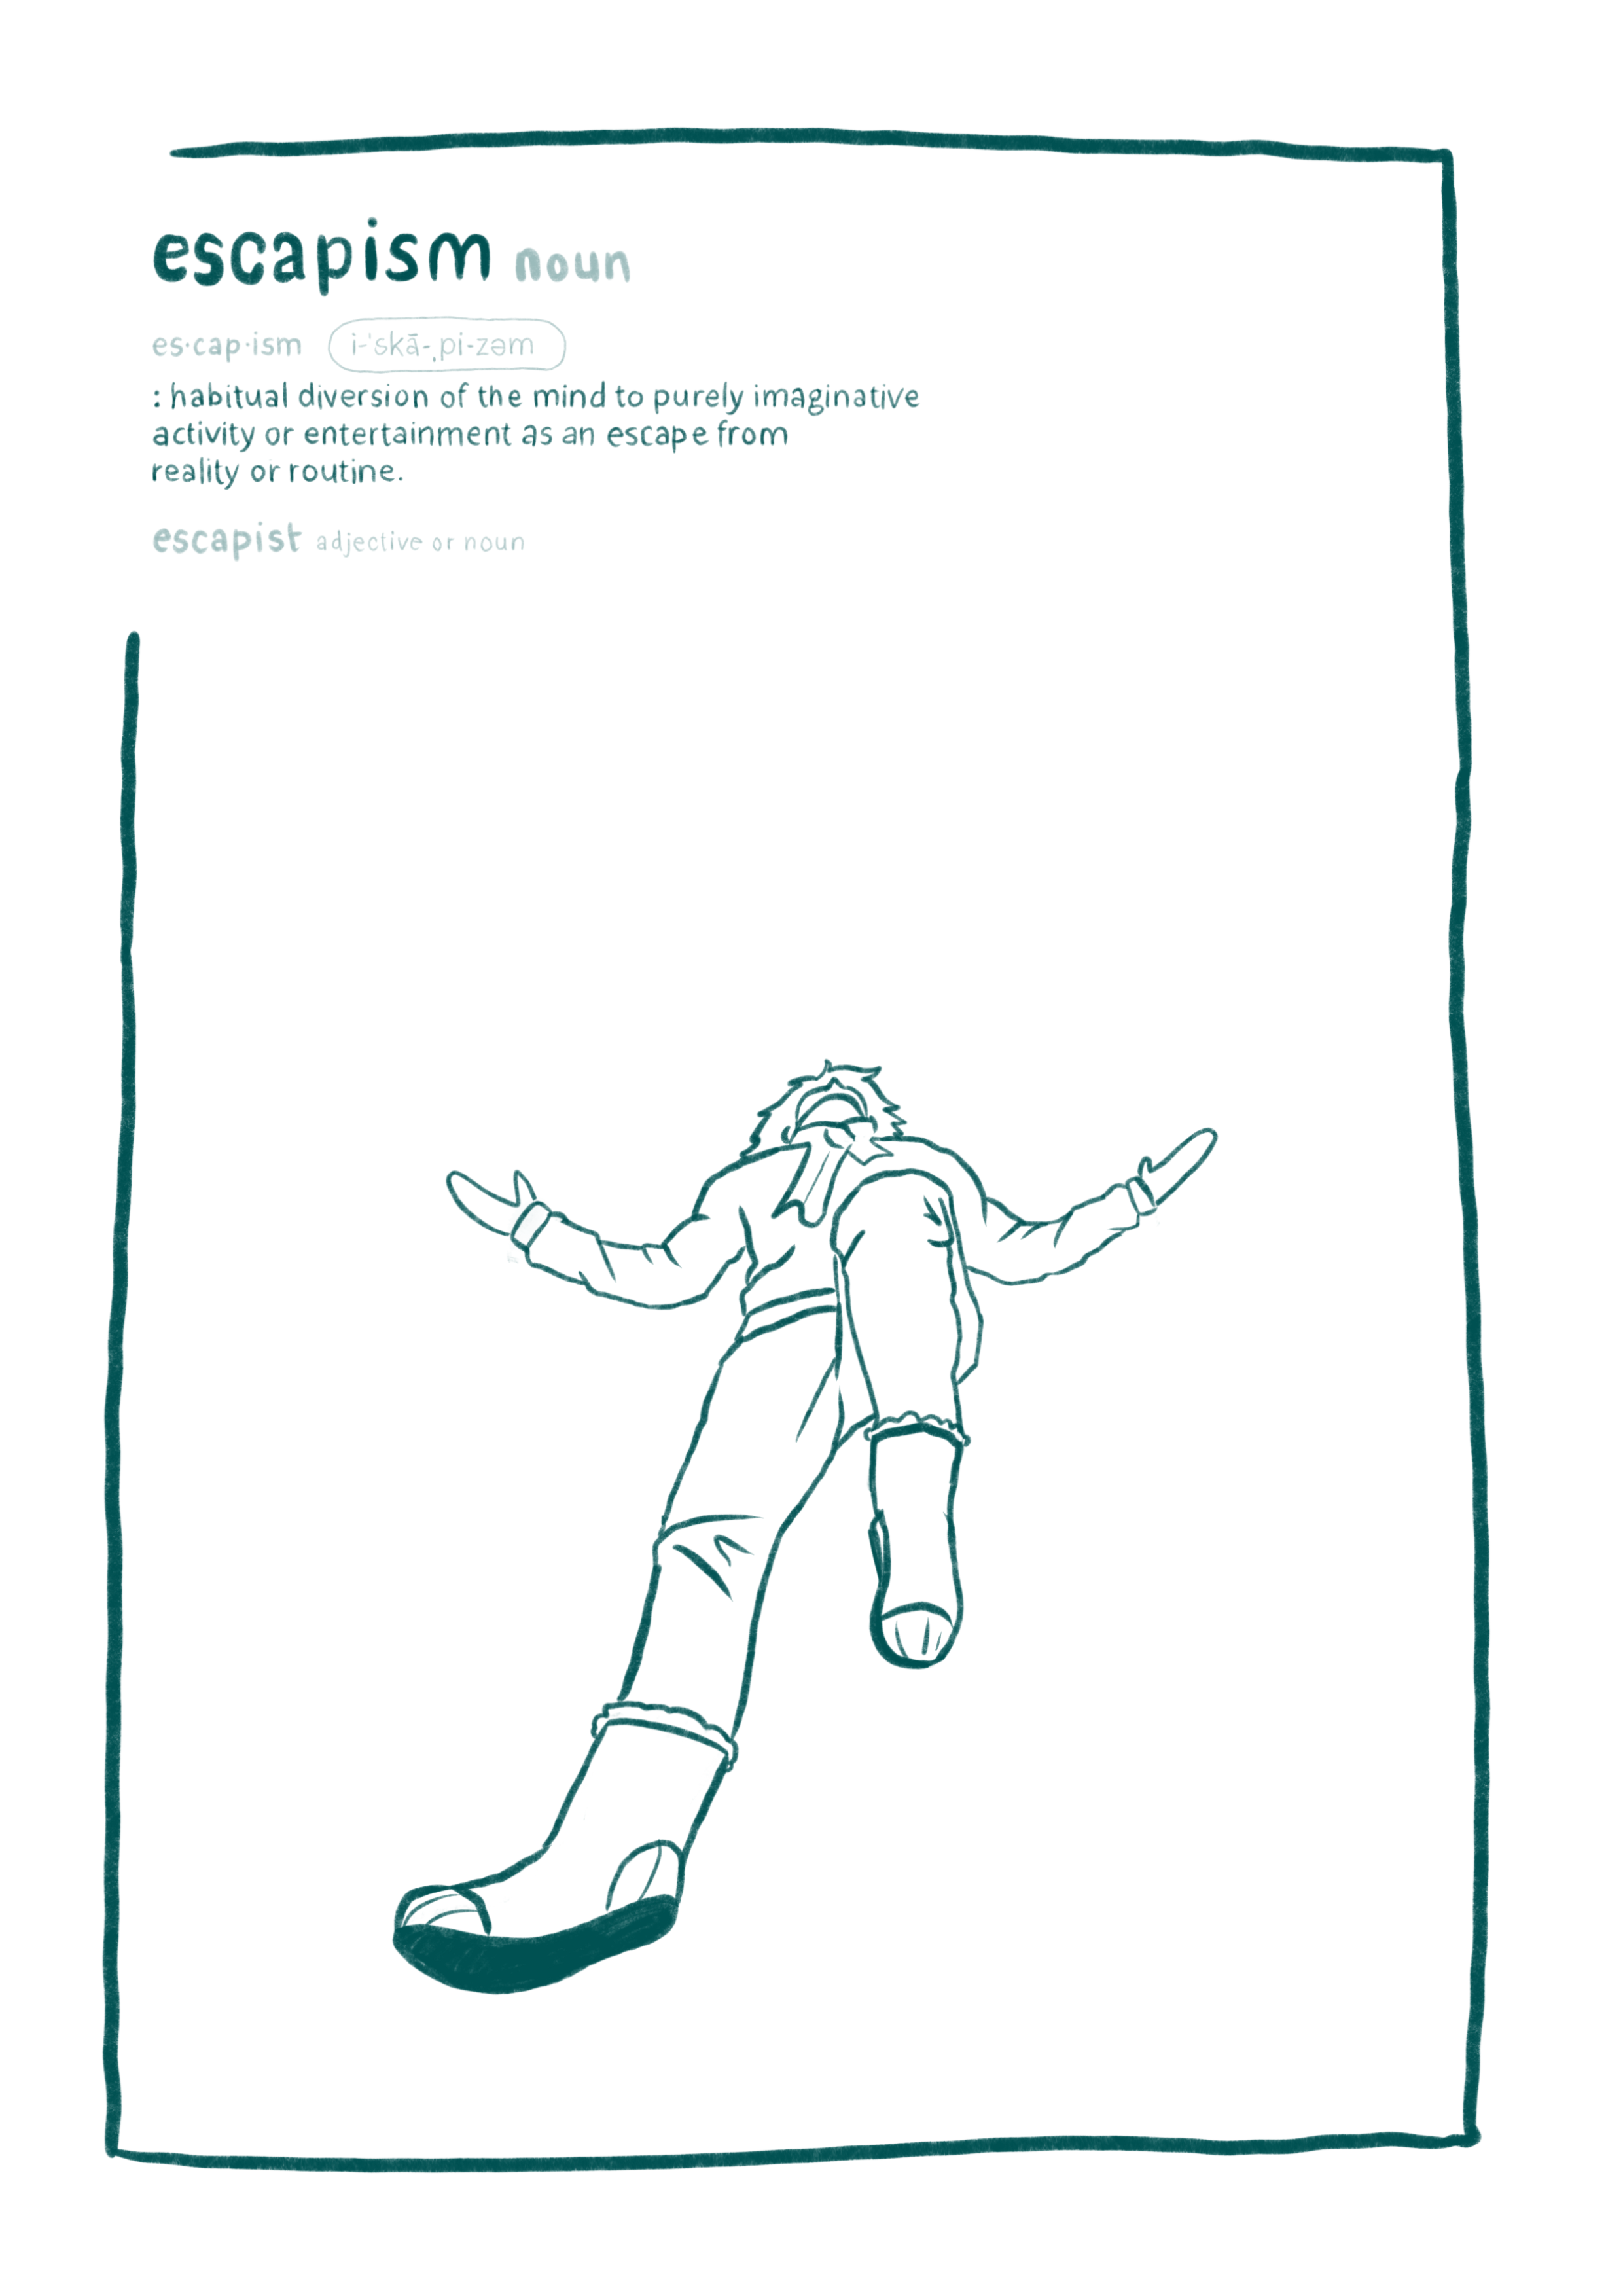 escapism noun
es·cap·ism i-ˈskā-ˌpi-zəm
: habitual diversion of the mind to purely imaginative
activity or entertainment as an escape from
reality or routine.
escapist adjective or noun